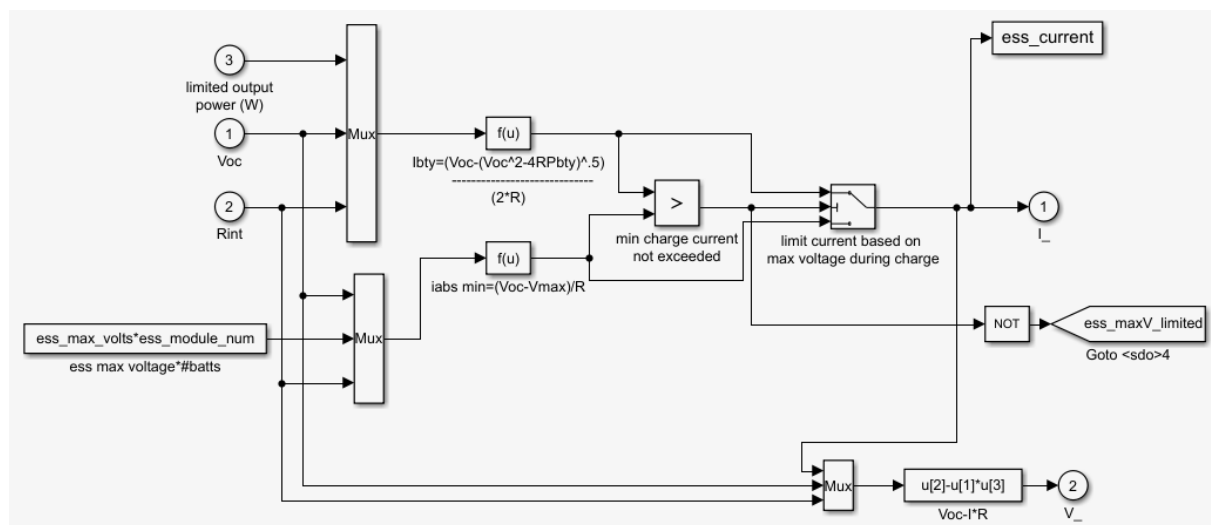 ess_current
3
limited output
power (W)
Mux
1
Voc
f(u)
Ibty=(Voc-(Voc^2-4RPbty)^.5)
-----------------------------
(2*R)
2
Rint
>
min charge current
not exceeded
limit current based on
max voltage during charge
1
I_
f(u)
iabs min=(Voc-Vmax)/R
ess_max_volts*ess_module_num
ess max voltage*#batts
Mux
NOT
ess_maxV_limited
Goto <sdo>4
Mux
u[2]-u[1]*u[3]
Voc-I*R
2
V_